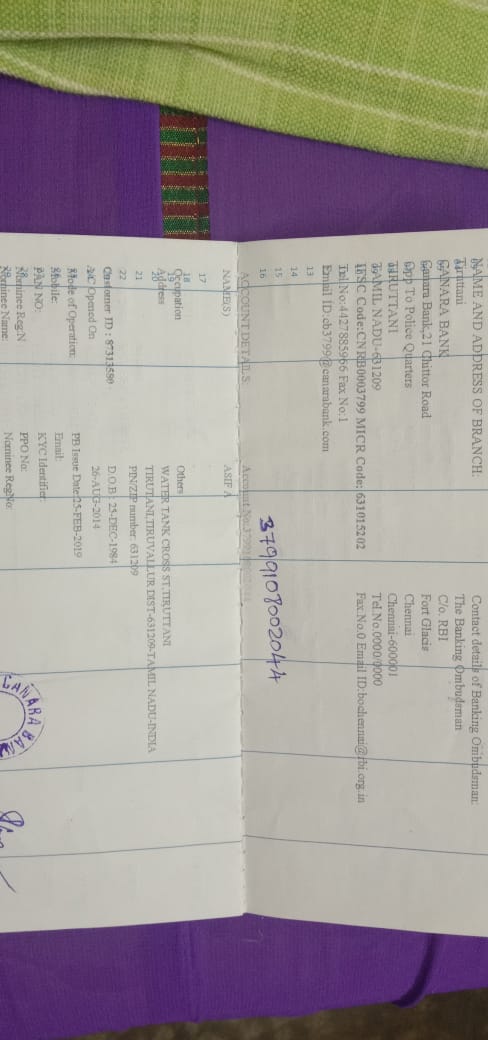 NAME AND ADDRESS OF BRANCH:
Tiruttani
CANARA BANK
Canara Bank,21 Chittor Road
Opp To Police Quarters
TIRUTTANI
TAMIL NADU-631209
IFSC Code:CNRB0003799 MICR Code: 631015202
Tel No:4427885966 Fax No:1
Email ID:cb3799@canarabank.com
Contact details of Banking Ombudsman:
The Banking Ombudsman
C/o. RBI
Fort Glacis
Chennai
Chennai-600001
Tel.No.0000/0000
Fax.No.0 Email ID:bochennai@rbi.org.in
13
14
15
16
3799108002044
ACCOUNT DETAILS: Account No:
NAME(S) ASIF A
17
18
Occupation Others
19
Address WATER TANK CROSS ST.TIRUTTANI
20
TIRUTANI,TIRUVALLUR DIST-631209-TAMIL NADU-INDIA
21
PIN/ZIP number: 631209
22
Customer ID : 87313580 D.O.B: 25-DEC-1984
A/C Opened On 26-AUG-2014
Mode of Operation: PB Issue Date:25-FEB-2019
Mobile: Email:
PAN NO: KYC Identifier:
Nominee Reg:N PPO No:
Nominee Name: Nominee RegNo:
CANARA BA